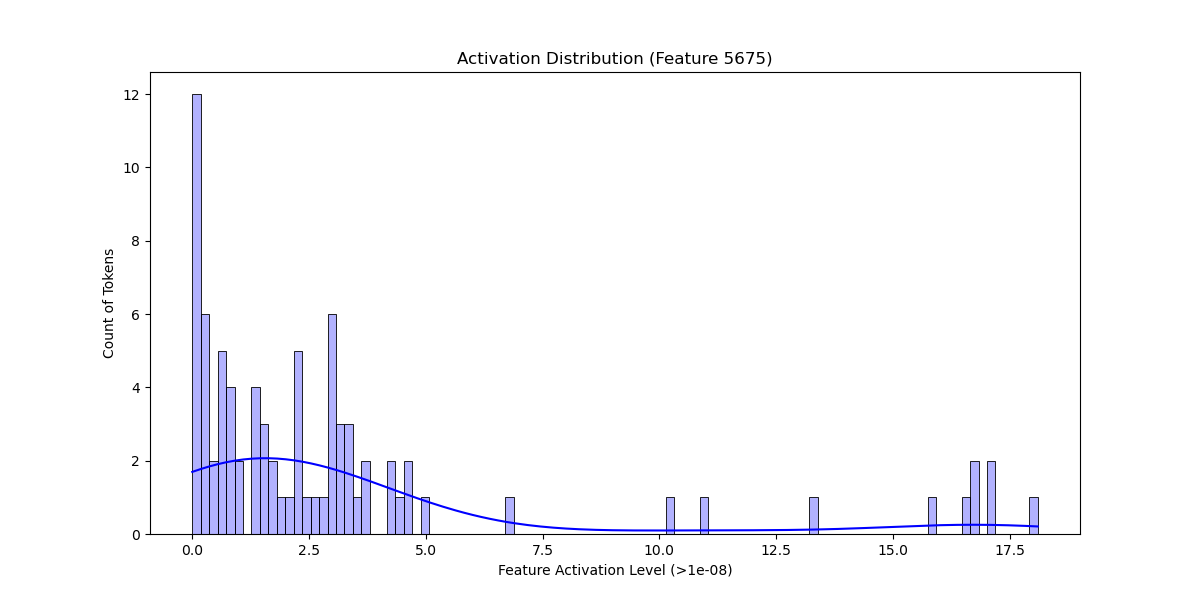 Activation Distribution (Feature 5675)
12
10
8
6
4
2
0
Count of Tokens
0.0 2.5 5.0 7.5 10.0 12.5 15.0 17.5
Feature Activation Level (>1e-08)